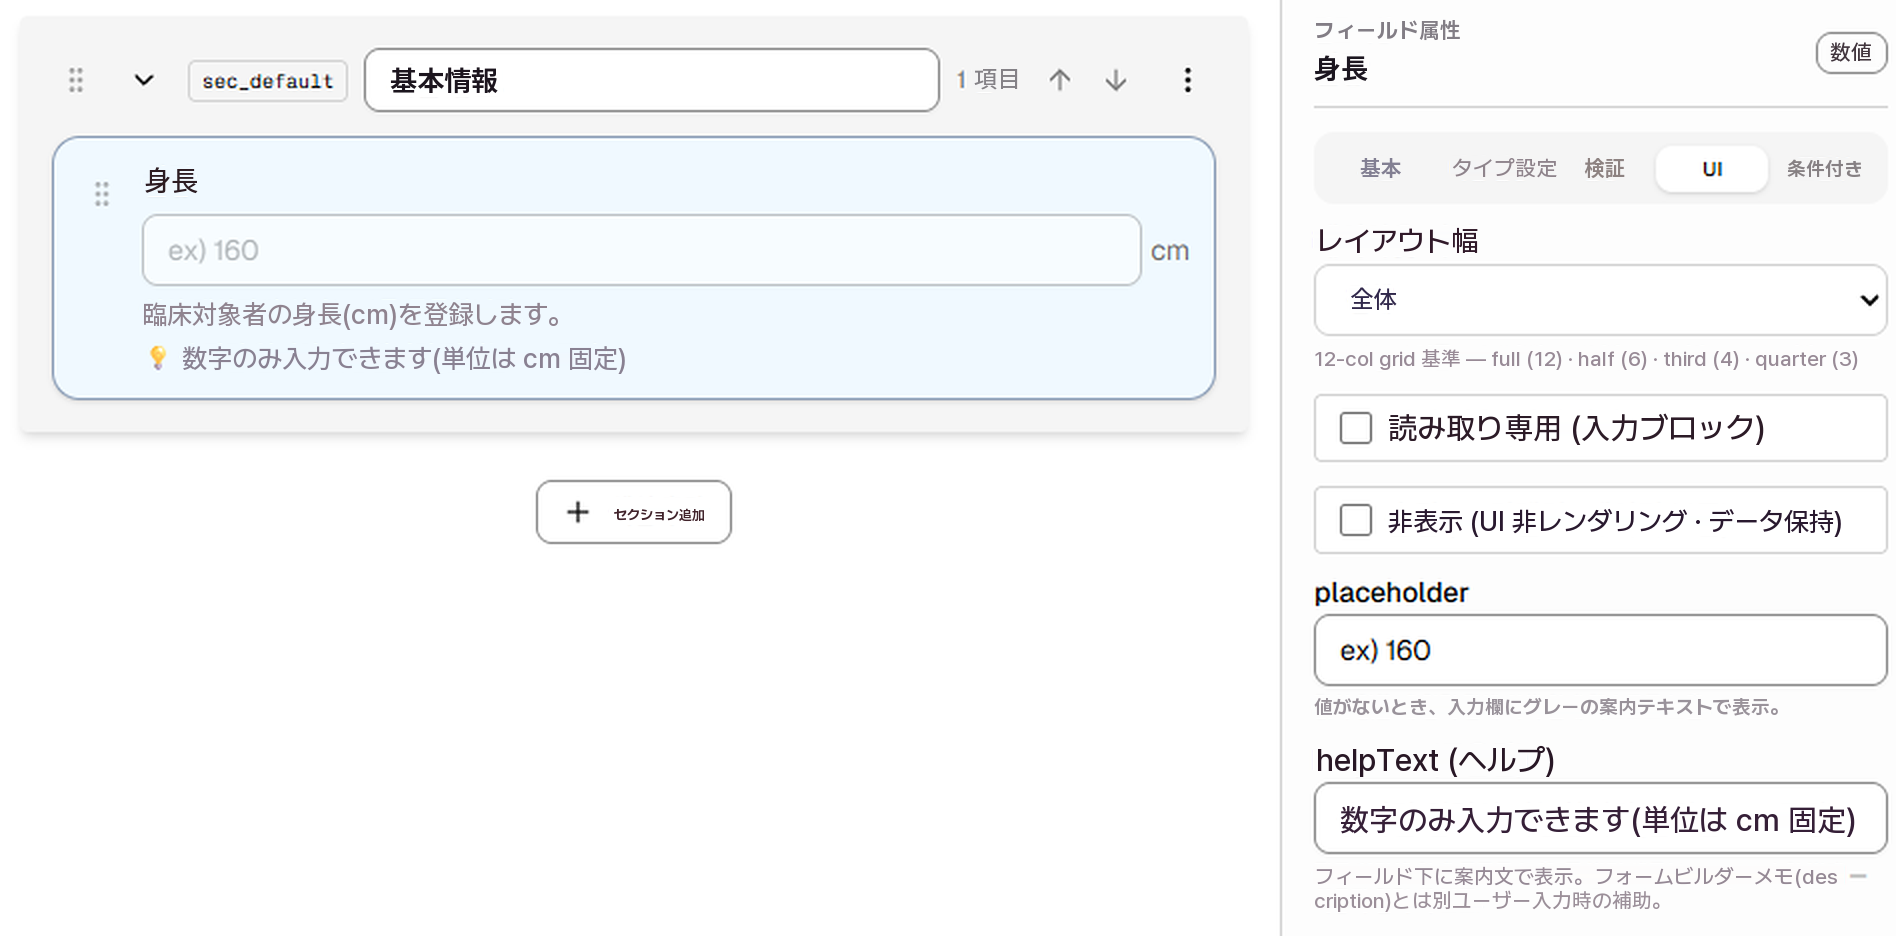 sec_default
基本情報
1 項目
身長
ex) 160
cm
臨床対象者の身長(cm)を登録します。
💡 数字のみ入力できます(単位は cm 固定)
セクション追加
フィールド属性
身長
数値
基本
タイプ設定
検証
UI
条件付き
レイアウト幅
全体
12-col grid 基準 — full (12) · half (6) · third (4) · quarter (3)
読み取り専用 (入力ブロック)
非表示 (UI 非レンダリング · データ保持)
placeholder
ex) 160
値がないとき、入力欄にグレーの案内テキストで表示。
helpText (ヘルプ)
数字のみ入力できます(単位は cm 固定)
フィールド下に案内文で表示。フォームビルダーメモ(des —
cription)とは別ユーザー入力時の補助。